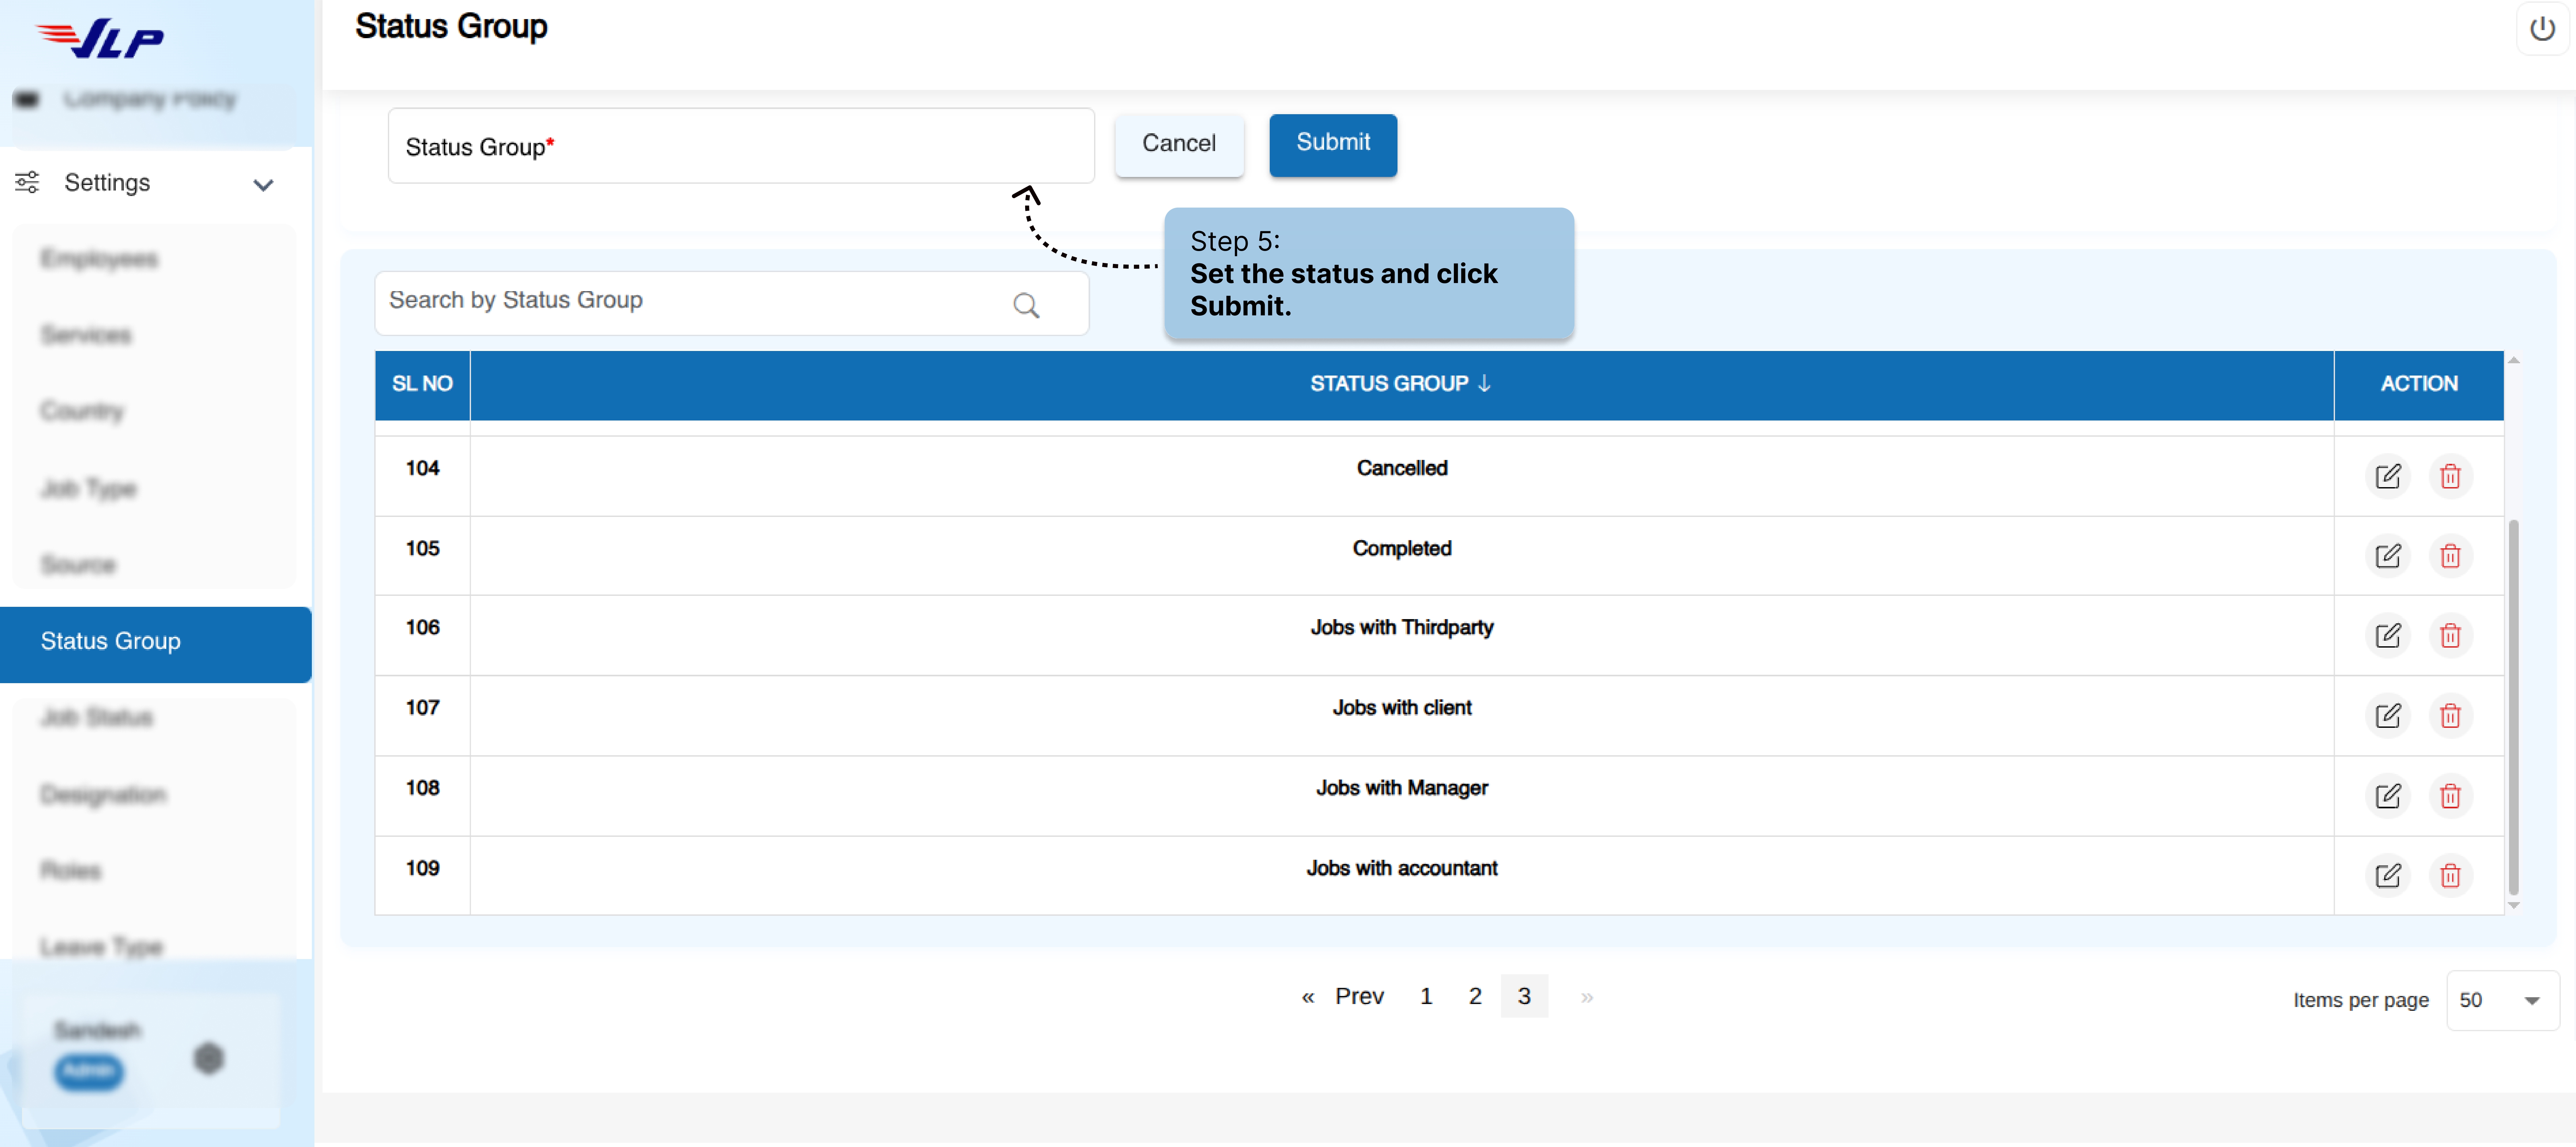 VLP
Status Group
Company Policy
Settings
Employees
Services
Country
Job Type
Source
Status Group
Job Status
Designation
Roles
Leave Type
Sandesh
Admin
Status Group*
Cancel
Submit
Step 5:
Set the status and click
Submit.
Search by Status Group
SL NO
STATUS GROUP ↓
ACTION
104
Cancelled
105
Completed
106
Jobs with Thirdparty
107
Jobs with client
108
Jobs with Manager
109
Jobs with accountant
« Prev 1 2 3 »
Items per page 50